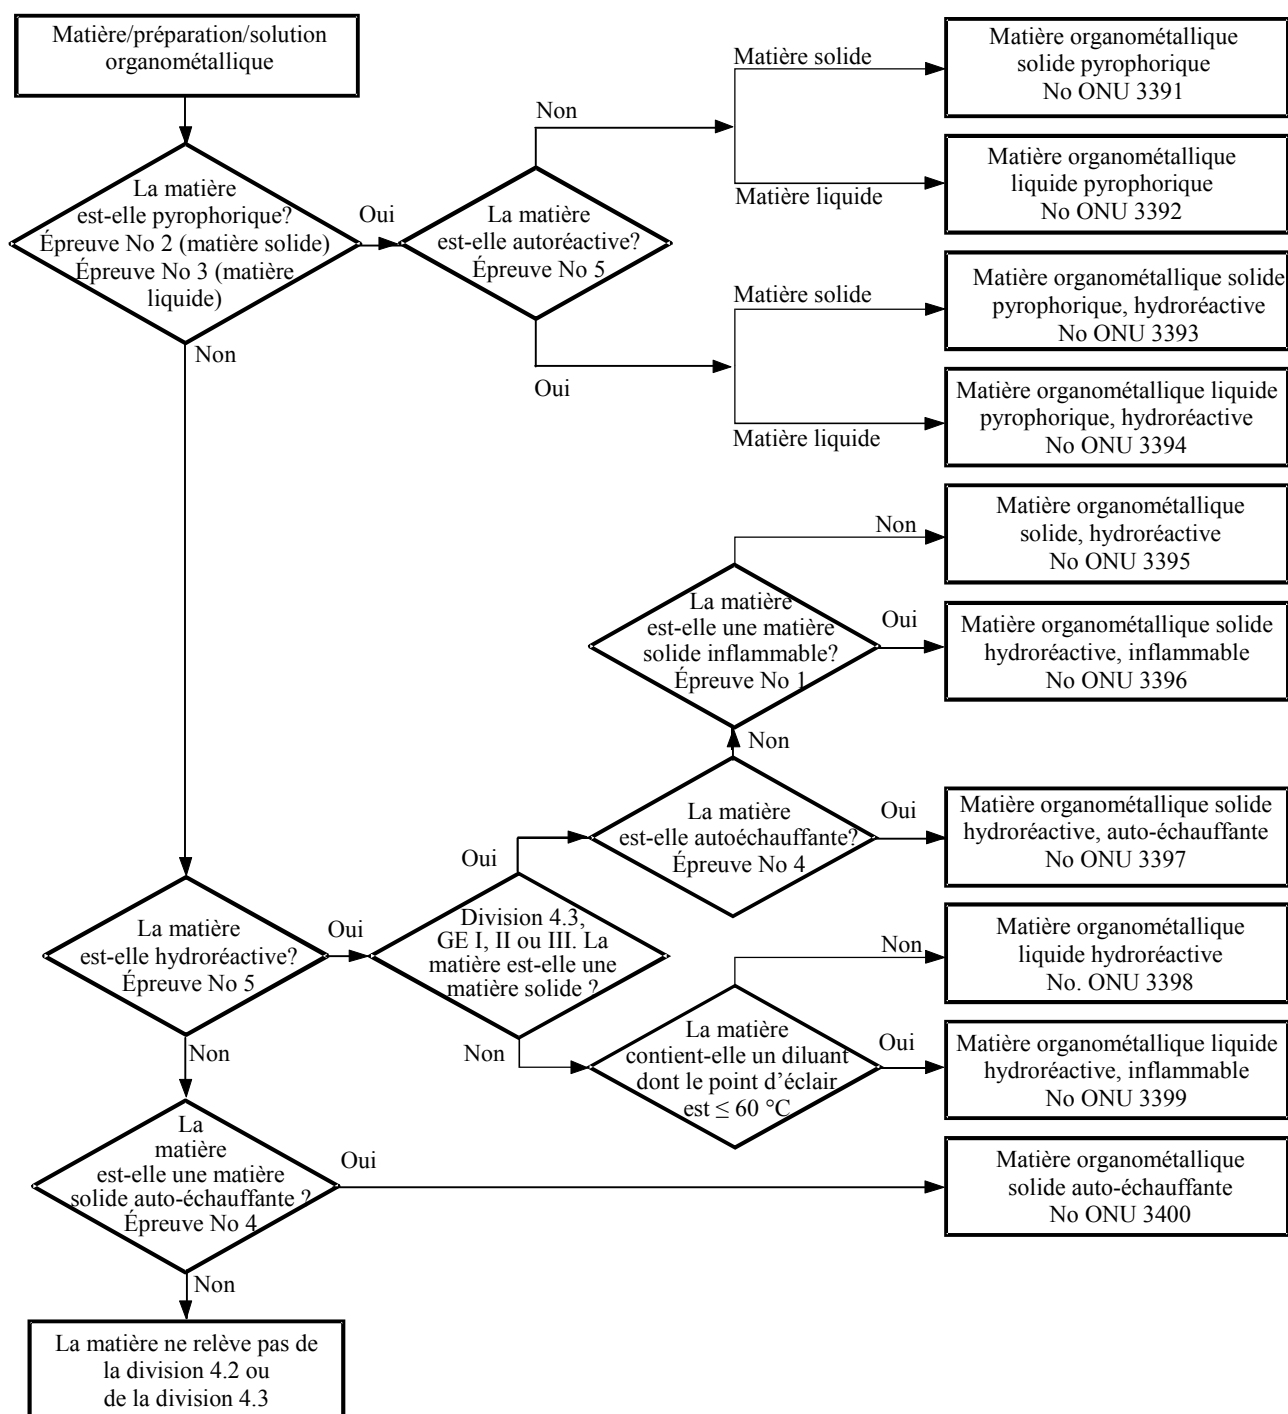 Matière/préparation/solution
organométallique
Matière solide
Matière organométallique
solide pyrophorique
No ONU 3391
Non
Matière organométallique
liquide pyrophorique
No ONU 3392
Matière liquide
La matière
est-elle pyrophorique?
Épreuve No 2 (matière solide)
Épreuve No 3 (matière
liquide)
Oui
La matière
est-elle autoréactive?
Épreuve No 5
Matière solide
Matière organométallique solide
pyrophorique, hydroréactive
No ONU 3393
Non
Oui
Matière organométallique liquide
pyrophorique, hydroréactive
No ONU 3394
Matière liquide
Non
Matière organométallique
solide, hydroréactive
No ONU 3395
La matière
est-elle une matière
solide inflammable?
Épreuve No 1
Oui
Matière organométallique solide
hydroréactive, inflammable
No ONU 3396
Non
La matière
est-elle autoéchauffante?
Épreuve No 4
Oui
Matière organométallique solide
hydroréactive, auto-échauffante
No ONU 3397
Oui
La matière
est-elle hydroréactive?
Épreuve No 5
Oui
Division 4.3,
GE I, II ou III. La
matière est-elle une
matière solide ?
Non
Matière organométallique
liquide hydroréactive
No. ONU 3398
Non
Non
La matière
contient-elle un diluant
dont le point d’éclair
est ≤ 60 °C
Oui
Matière organométallique liquide
hydroréactive, inflammable
No ONU 3399
La
matière
est-elle une matière
solide auto-échauffante ?
Épreuve No 4
Oui
Matière organométallique
solide auto-échauffante
No ONU 3400
Non
La matière ne relève pas de
la division 4.2 ou
de la division 4.3